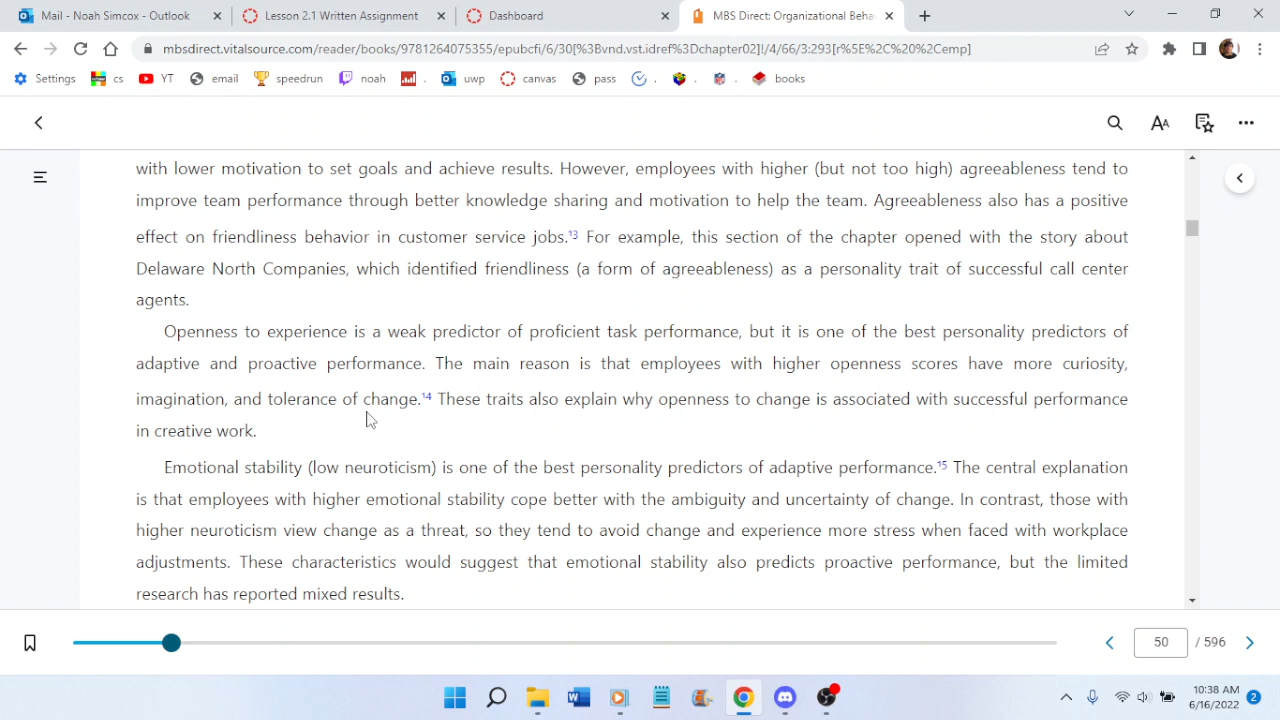 Mail - Noah Simcox - Outlook
Lesson 2.1 Written Assignment
Dashboard
MBS Direct: Organizational Beha
mbsdirect.vitalsource.com/reader/books/9781264075355/epubcfi/6/30[%3Bvnd.vst.idref%3Dchapter02]!/4/66/3:293[r%5E%2C%20%2Cemp]
Settings cs YT email speedrun noah . uwp canvas pass . . . books
with lower motivation to set goals and achieve results. However, employees with higher (but not too high) agreeableness tend to
improve team performance through better knowledge sharing and motivation to help the team. Agreeableness also has a positive
effect on friendliness behavior in customer service jobs.13 For example, this section of the chapter opened with the story about
Delaware North Companies, which identified friendliness (a form of agreeableness) as a personality trait of successful call center
agents.
Openness to experience is a weak predictor of proficient task performance, but it is one of the best personality predictors of
adaptive and proactive performance. The main reason is that employees with higher openness scores have more curiosity,
imagination, and tolerance of change.14 These traits also explain why openness to change is associated with successful performance
in creative work.
Emotional stability (low neuroticism) is one of the best personality predictors of adaptive performance.15 The central explanation
is that employees with higher emotional stability cope better with the ambiguity and uncertainty of change. In contrast, those with
higher neuroticism view change as a threat, so they tend to avoid change and experience more stress when faced with workplace
adjustments. These characteristics would suggest that emotional stability also predicts proactive performance, but the limited
research has reported mixed results.
50 / 596
10:38 AM
6/16/2022
2